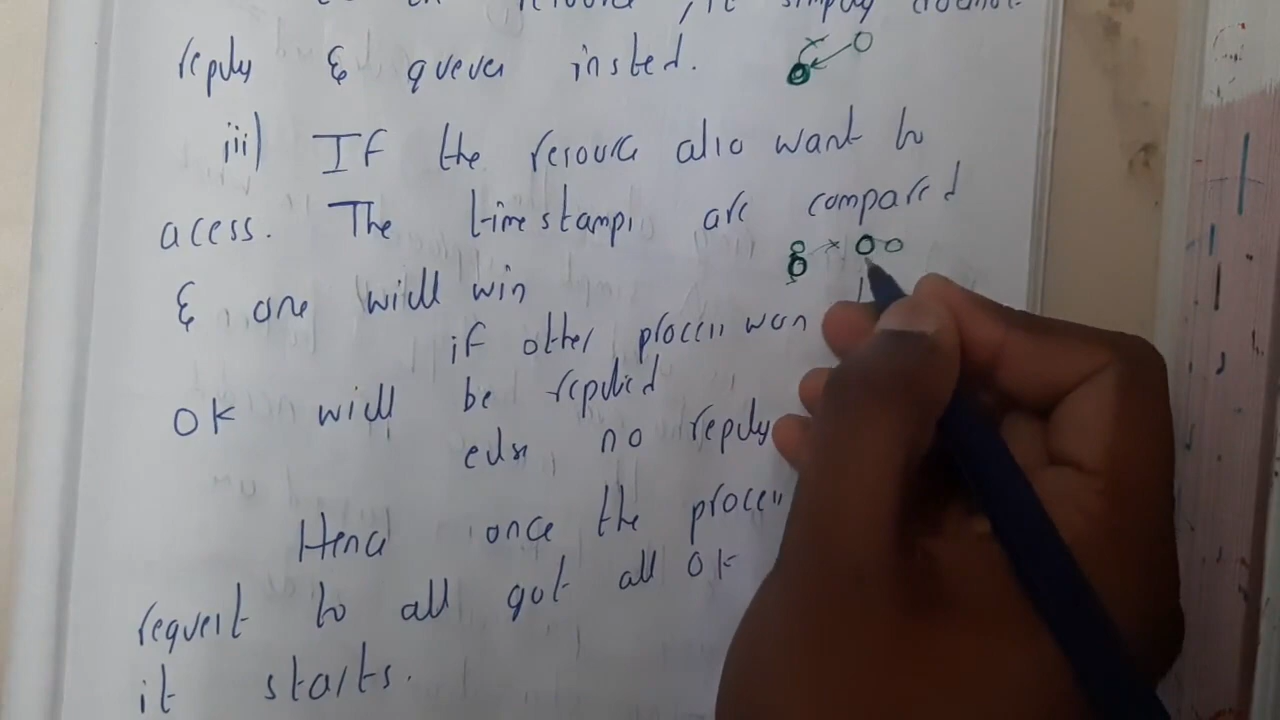 simply
reply & queue insted.
iii) If the resource also want to
acess. The timestamps are compared
& one will win
if other process won
ok will be replied
else no reply
Hence once the process
request to all got all ok
it starts.